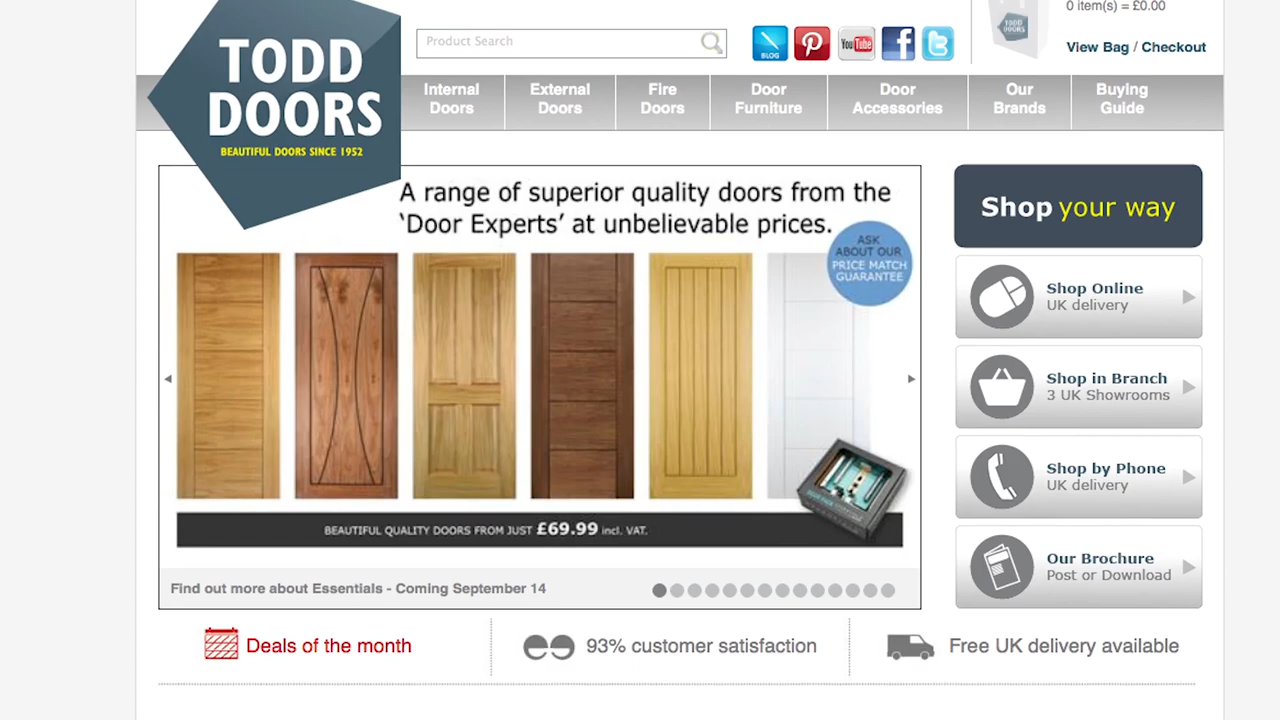 TODD
DOORS
BEAUTIFUL DOORS SINCE 1952
Product Search
BLOG
You Tube
TODD
DOORS
0 item(s) = £0.00
View Bag / Checkout
Internal
Doors
External
Doors
Fire
Doors
Door
Furniture
Door
Accessories
Our
Brands
Buying
Guide
A range of superior quality doors from the
‘Door Experts’ at unbelievable prices.
ASK
ABOUT OUR
PRICE MATCH
GUARANTEE
BEAUTIFUL QUALITY DOORS FROM JUST £69.99 incl. VAT.
Find out more about Essentials - Coming September 14
Shop your way
Shop Online
UK delivery
Shop in Branch
3 UK Showrooms
Shop by Phone
UK delivery
Our Brochure
Post or Download
Deals of the month
93% customer satisfaction
Free UK delivery available